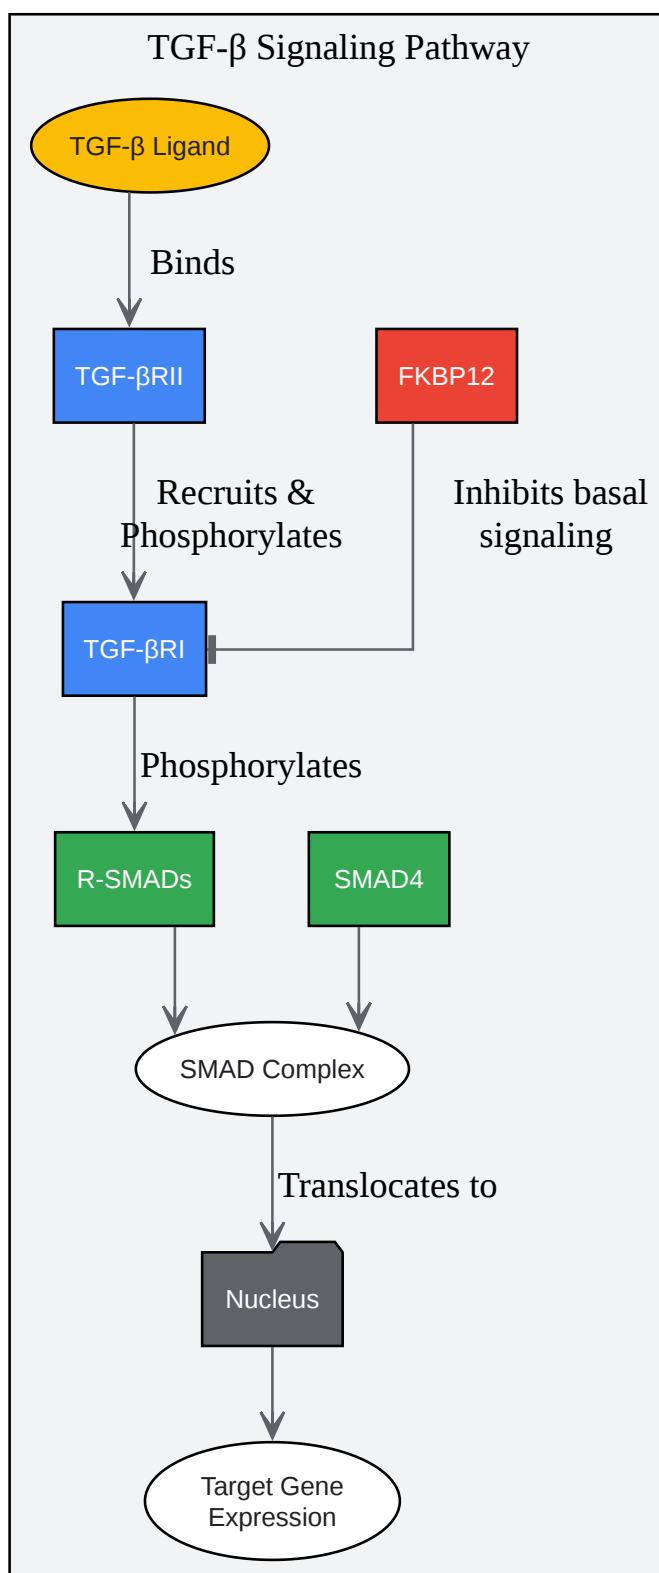 TGF-β Signaling Pathway
TGF-β Ligand
Binds
TGF-βRII
FKBP12
Recruits &
Phosphorylates
Inhibits basal
signaling
TGF-βRI
Phosphorylates
R-SMADs
SMAD4
SMAD Complex
Translocates to
Nucleus
Target Gene
Expression